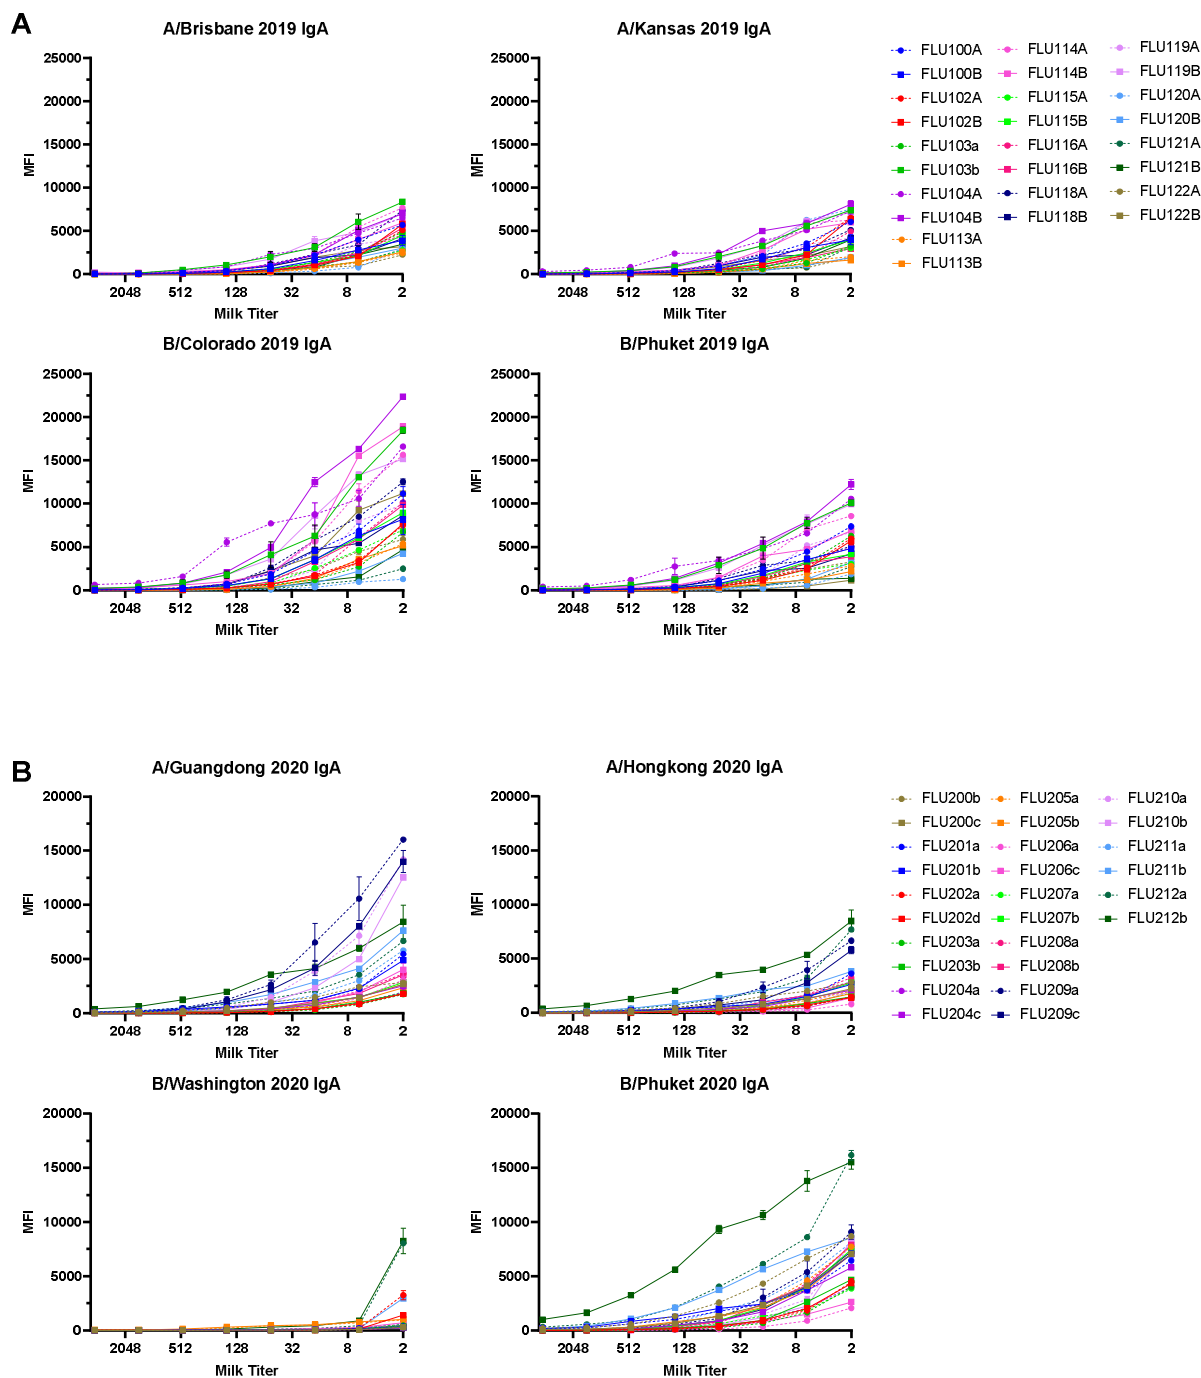 A
A/Brisbane 2019 IgA
25000
20000
15000
10000
5000
0
MFI
2048 512 128 32 8 2
Milk Titer
A/Kansas 2019 IgA
25000
20000
15000
10000
5000
0
MFI
2048 512 128 32 8 2
Milk Titer
FLU100A FLU114A FLU119A
FLU100B FLU114B FLU119B
FLU102A FLU115A FLU120A
FLU102B FLU115B FLU120B
FLU103a FLU116A FLU121A
FLU103b FLU116B FLU121B
FLU104A FLU118A FLU122A
FLU104B FLU118B FLU122B
FLU113A
FLU113B
B/Colorado 2019 IgA
25000
20000
15000
10000
5000
0
MFI
2048 512 128 32 8 2
Milk Titer
B/Phuket 2019 IgA
25000
20000
15000
10000
5000
0
MFI
2048 512 128 32 8 2
Milk Titer
B
A/Guangdong 2020 IgA
20000
15000
10000
5000
0
MFI
2048 512 128 32 8 2
Milk Titer
A/Hongkong 2020 IgA
20000
15000
10000
5000
0
MFI
2048 512 128 32 8 2
Milk Titer
FLU200b FLU205a FLU210a
FLU200c FLU205b FLU210b
FLU201a FLU206a FLU211a
FLU201b FLU206c FLU211b
FLU202a FLU207a FLU212a
FLU202d FLU207b FLU212b
FLU203a FLU208a
FLU203b FLU208b
FLU204a FLU209a
FLU204c FLU209c
B/Washington 2020 IgA
20000
15000
10000
5000
0
MFI
2048 512 128 32 8 2
Milk Titer
B/Phuket 2020 IgA
20000
15000
10000
5000
0
MFI
2048 512 128 32 8 2
Milk Titer